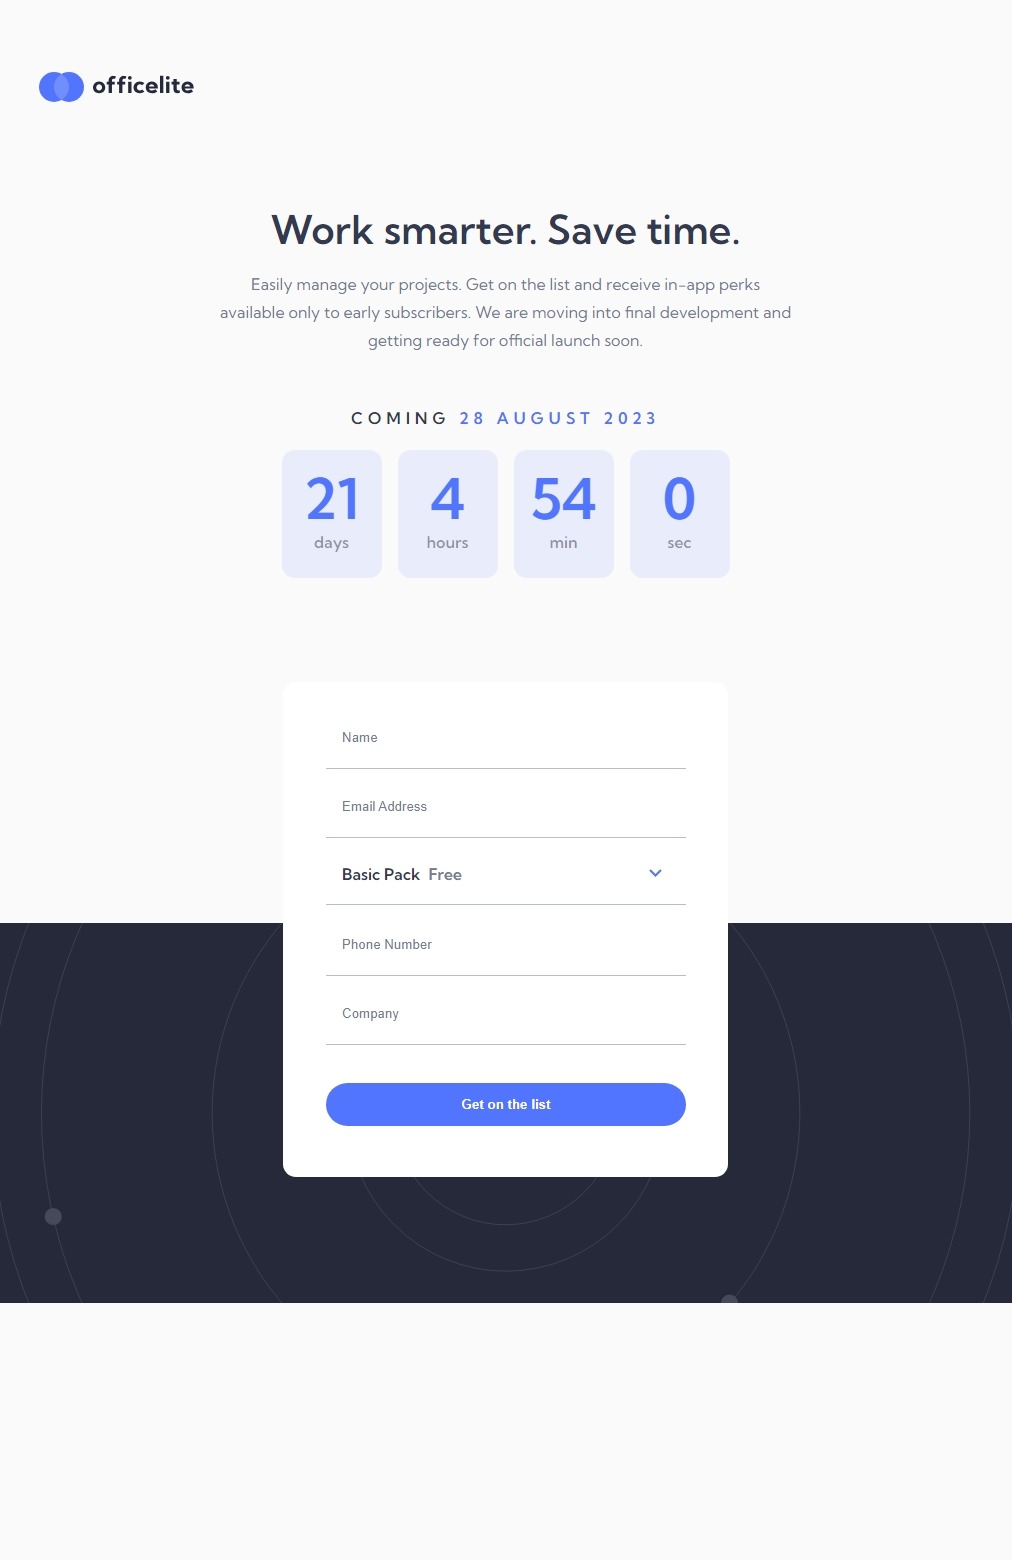 officelite
Work smarter. Save time.
Easily manage your projects. Get on the list and receive in-app perks
available only to early subscribers. We are moving into final development and
getting ready for official launch soon.
COMING 28 AUGUST 2023
21 4 54 0
days hours min sec
Name
Email Address
Basic Pack Free
Phone Number
Company
Get on the list